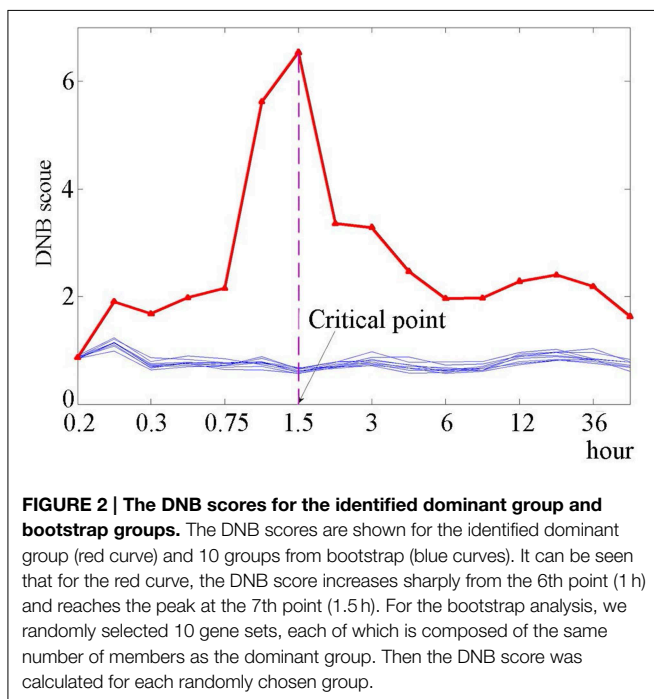 6
4
2
0
DNB scoue
Critical point
0.2 0.3 0.75 1.5 3 6 12 36
hour
FIGURE 2 | The DNB scores for the identified dominant group and
bootstrap groups. The DNB scores are shown for the identified dominant
group (red curve) and 10 groups from bootstrap (blue curves). It can be seen
that for the red curve, the DNB score increases sharply from the 6th point (1 h)
and reaches the peak at the 7th point (1.5 h). For the bootstrap analysis, we
randomly selected 10 gene sets, each of which is composed of the same
number of members as the dominant group. Then the DNB score was
calculated for each randomly chosen group.